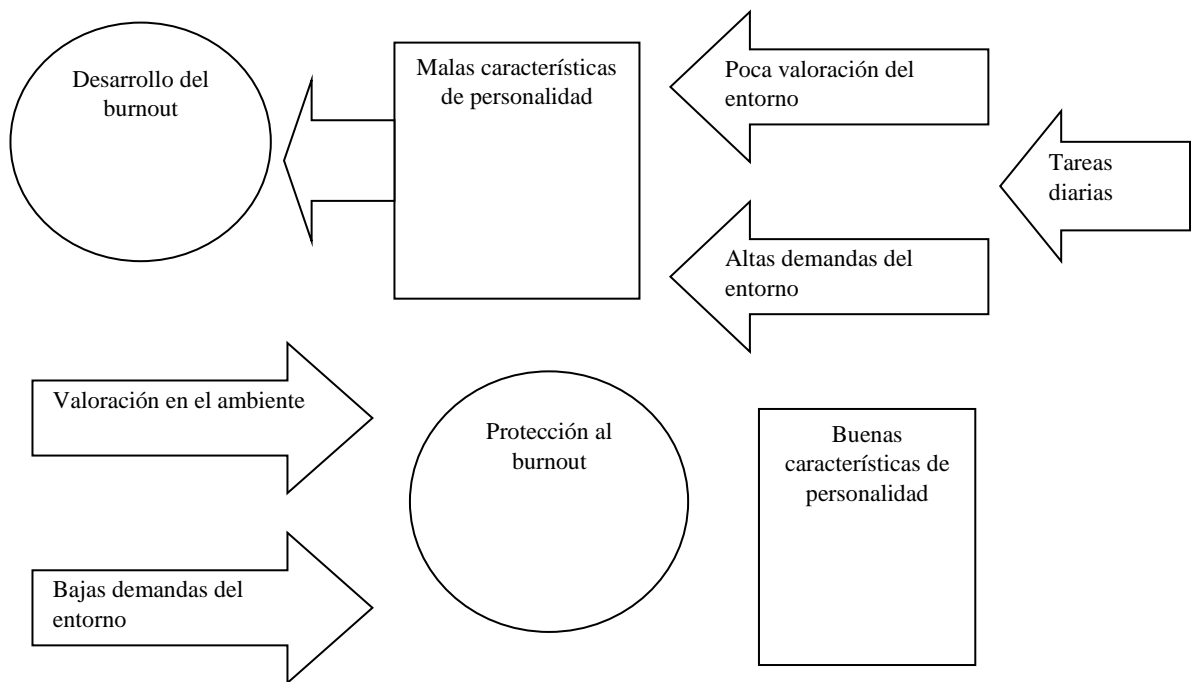 Desarrollo del
burnout
Malas características
de personalidad
Poca valoración del
entorno
Tareas
diarias
Altas demandas del
entorno
Valoración en el ambiente
Protección al
burnout
Buenas
características de
personalidad
Bajas demandas del
entorno